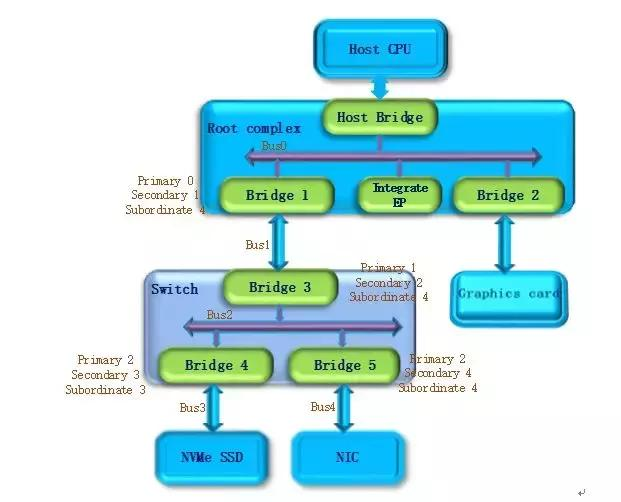 Host CPU
Host Bridge
Root complex
Bus0
Primary 0
Secondary 1
Subordinate 4
Bridge 1
Integrate
EP
Bridge 2
Bus1
Primary 1
Secondary 2
Subordinate 4
Switch
Bridge 3
Graphics card
Bus2
Primary 2
Secondary 3
Subordinate 3
Bridge 4
Bridge 5
Primary 2
Secondary 4
Subordinate 4
Bus3
Bus4
NVMe SSD
NIC